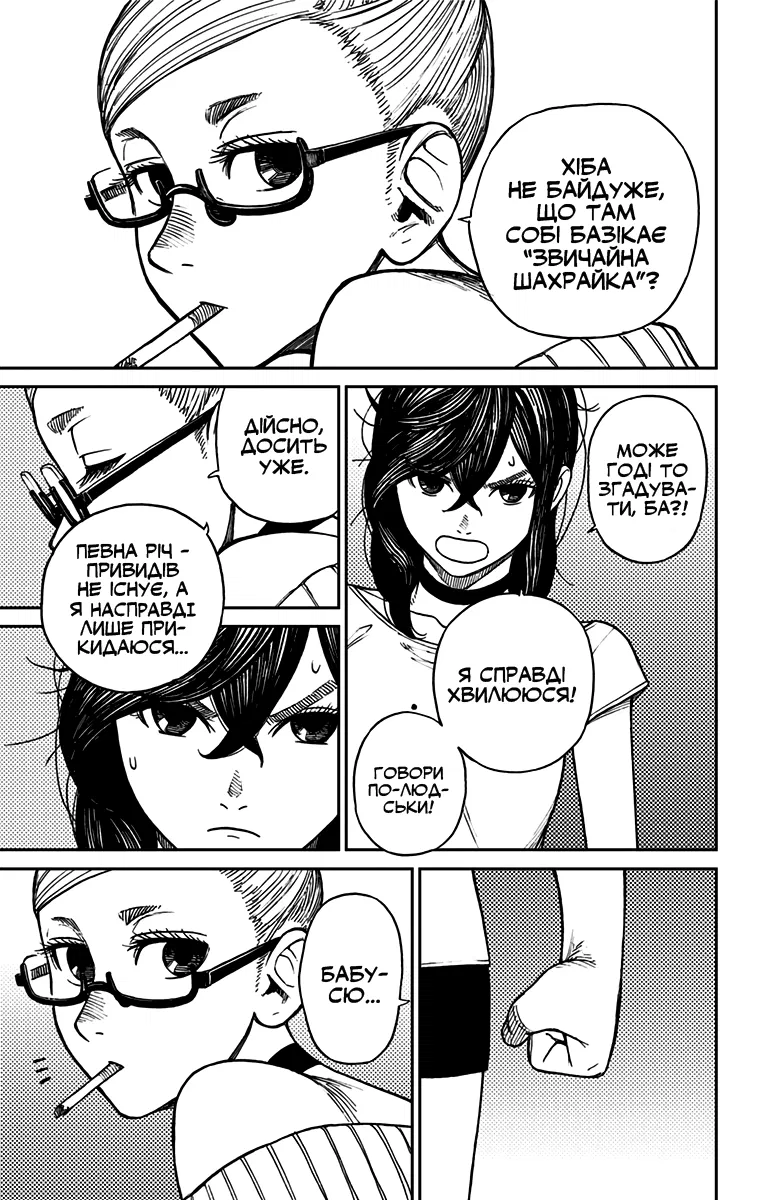 ХІБА
НЕ БАЙДУЖЕ,
ЩО ТАМ
СОБІ БАЗІКАЄ
“ЗВИЧАЙНА
ШАХРАЙКА”?
МОЖЕ
ГОДІ ТО
ЗГАДУВА-
ТИ, БА?!
Я СПРАВДІ
ХВИЛЮЮСЯ!
ГОВОРИ
ПО-ЛЮД-
СЬКИ!
ДІЙСНО,
ДОСИТЬ
УЖЕ.
ПЕВНА РІЧ -
ПРИВИДІВ
НЕ ІСНУЄ, А
Я НАСПРАВДІ
ЛИШЕ ПРИ-
КИДАЮСЯ...
БАБУ-
СЮ...